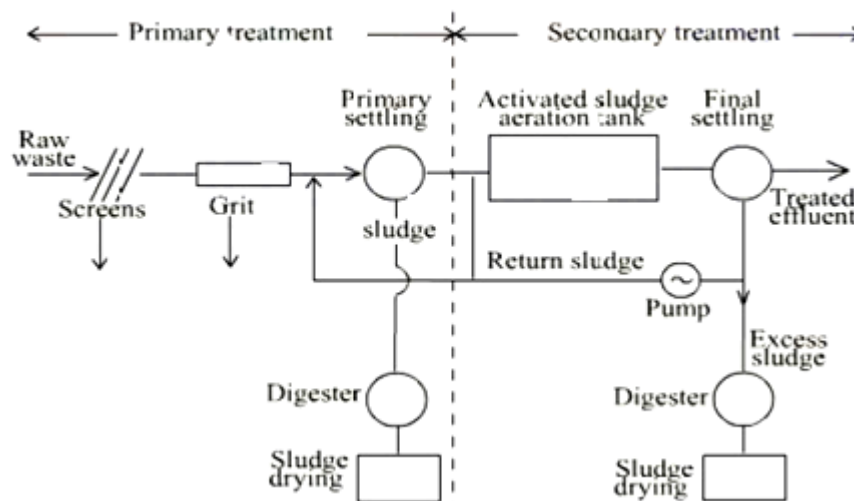 Primary treatment
Secondary treatment
Primary
settling
Activated sludge
aeration tank
Final
settling
Raw
waste
Screens
Grit
sludge
Treated
effluent
Return sludge
Pump
Excess
sludge
Digester
Digester
Sludge
drying
Sludge
drying